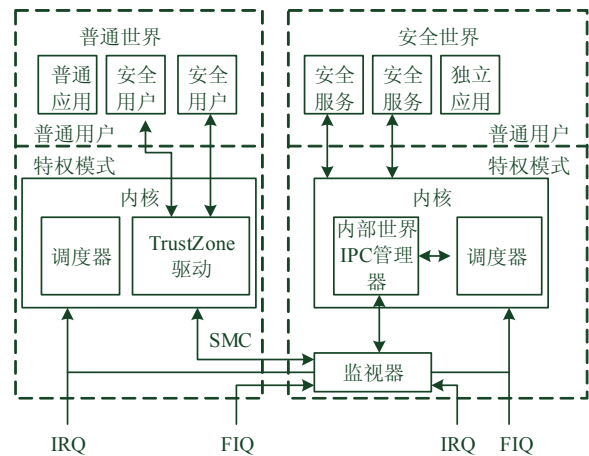 普通世界
安全世界
普通
应用
安全
用户
安全
用户
安全
服务
安全
服务
独立
应用
普通用户
普通用户
特权模式
特权模式
内核
内核
调度器
TrustZone
驱动
内部世界
IPC管理
器
调度器
SMC
监视器
IRQ
FIQ
IRQ
FIQ